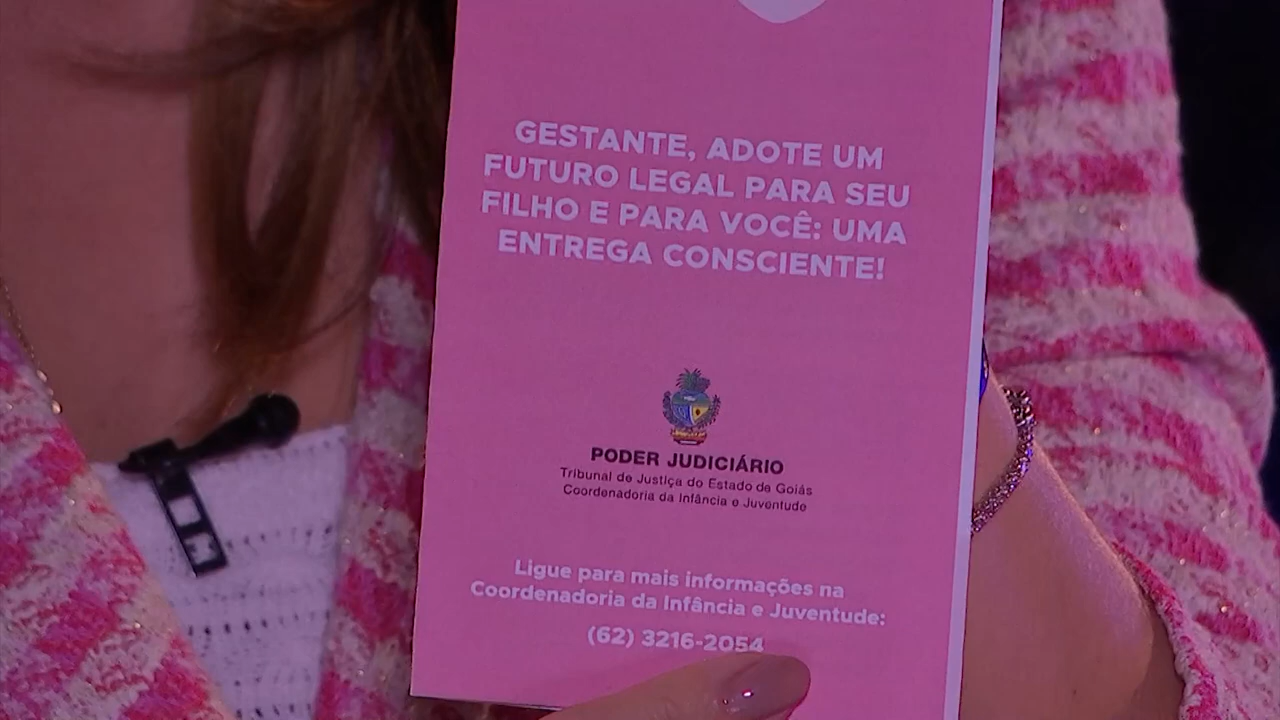 GESTANTE, ADOTE UM
FUTURO LEGAL PARA SEU
FILHO E PARA VOCÊ: UMA
ENTREGA CONSCIENTE!
PODER JUDICIÁRIO
Tribunal de Justiça do Estado de Goiás
Coordenadoria da Infância e Juventude
Ligue para mais informações na
Coordenadoria da Infância e Juventude:
(62) 3216-2054